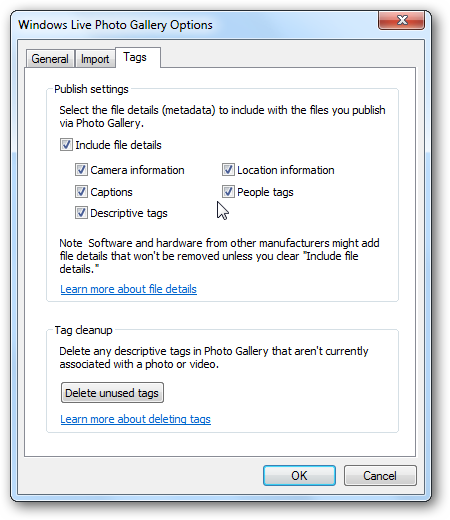 Windows Live Photo Gallery Options
General Import Tags
Publish settings
Select the file details (metadata) to include with the files you publish
via Photo Gallery.
Include file details
Camera information Location information
Captions People tags
Descriptive tags
Note Software and hardware from other manufacturers might add
file details that won't be removed unless you clear "Include file
details."
Learn more about file details
Tag cleanup
Delete any descriptive tags in Photo Gallery that aren't currently
associated with a photo or video.
Delete unused tags
Learn more about deleting tags
OK Cancel